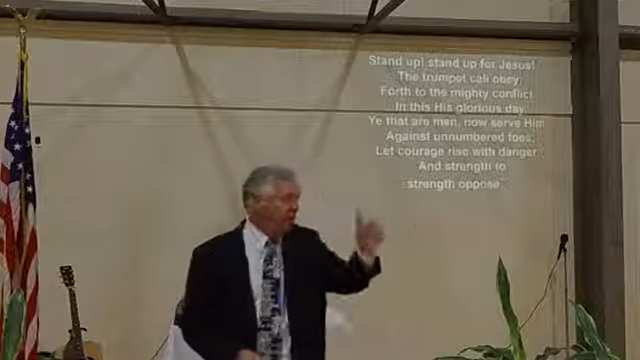 Stand up! stand up for Jesus!
The trumpet call obey;
Forth to the mighty conflict
In this His glorious day.
Ye that are men, now serve Him
Against unnumbered foes;
Let courage rise with danger
And strength to
strength oppose.